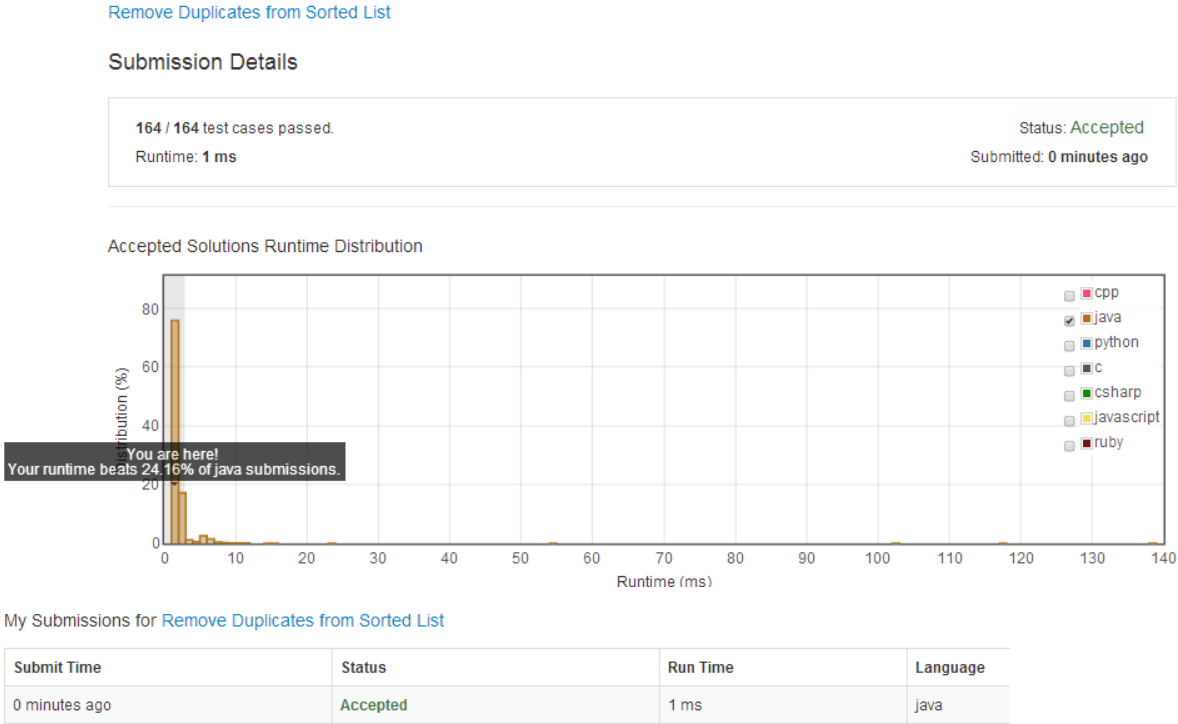 Remove Duplicates from Sorted List
Submission Details
164 / 164 test cases passed.
Status: Accepted
Runtime: 1 ms
Submitted: 0 minutes ago
Accepted Solutions Runtime Distribution
Distribution (%)
80
60
40
20
0
You are here!
Your runtime beats 24.16% of java submissions.
cpp
java
python
c
csharp
javascript
ruby
0 10 20 30 40 50 60 70 80 90 100 110 120 130 140
Runtime (ms)
My Submissions for Remove Duplicates from Sorted List
Submit Time Status Run Time Language
0 minutes ago Accepted 1 ms java